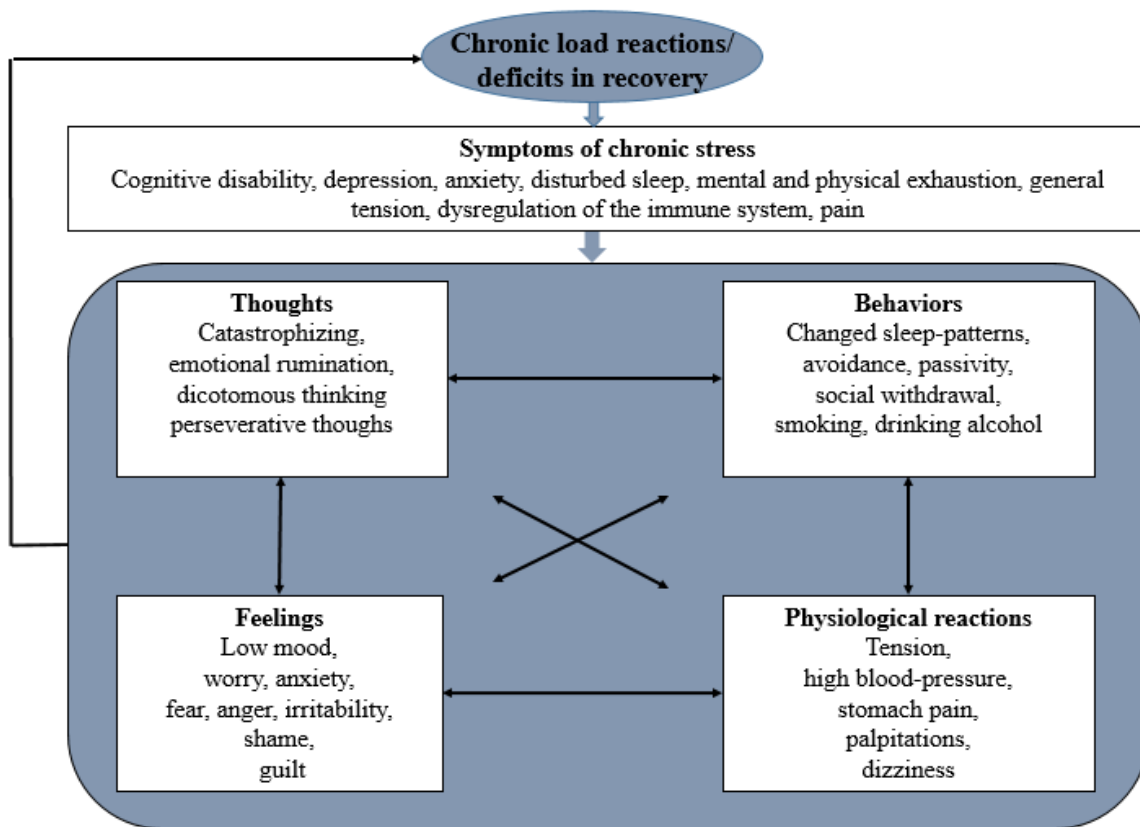 Chronic load reactions/
deficits in recovery
Symptoms of chronic stress
Cognitive disability, depression, anxiety, disturbed sleep, mental and physical exhaustion, general
tension, dysregulation of the immune system, pain
Thoughts
Catastrophizing,
emotional rumination,
dicotomous thinking
perseverative thoughs
Behaviors
Changed sleep-patterns,
avoidance, passivity,
social withdrawal,
smoking, drinking alcohol
Feelings
Low mood,
worry, anxiety,
fear, anger, irritability,
shame,
guilt
Physiological reactions
Tension,
high blood-pressure,
stomach pain,
palpitations,
dizziness